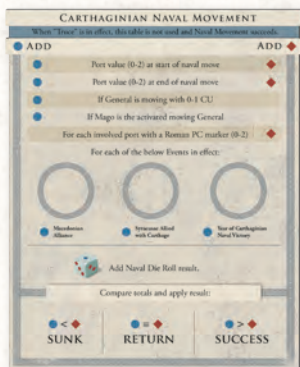 CARTHAGINIAN NAVAL MOVEMENT
When "Truce" is in effect, this table is not used and Naval Movement succeeds.
ADD ADD
Port value (0-2) at start of naval move
Port value (0-2) at end of naval move
If General is moving with 0-1 CU
If Mago is the activated moving General
For each involved port with a Roman PC marker (0-2)
For each of the below Events in effect:
Macedonian Syracuse Allied Year of Carthaginian
Alliance with Carthage Naval Victory
Add Naval Die Roll result.
Compare totals and apply result:
< = >
SUNK RETURN SUCCESS